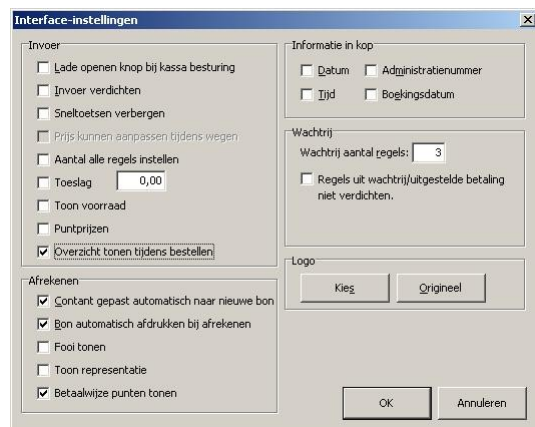 Interface-instellingen
Invoer
Lade openen knop bij kassa besturing
Invoer verdichten
Sneltoetsen verbergen
Prijs kunnen aanpassen tijdens wegen
Aantal alle regels instellen
Toeslag 0,00
Toon voorraad
Puntprijzen
Overzicht tonen tijdens bestellen
Afrekenen
Contant gepast automatisch naar nieuwe bon
Bon automatisch afdrukken bij afrekenen
Fooi tonen
Toon representatie
Betaalwijze punten tonen
Informatie in kop
Datum Administratienummer
Tijd Boekingsdatum
Wachtrij
Wachtrij aantal regels: 3
Regels uit wachtrij/uitgestelde betaling
niet verdichten.
Logo
Kies Origineel
OK Annuleren